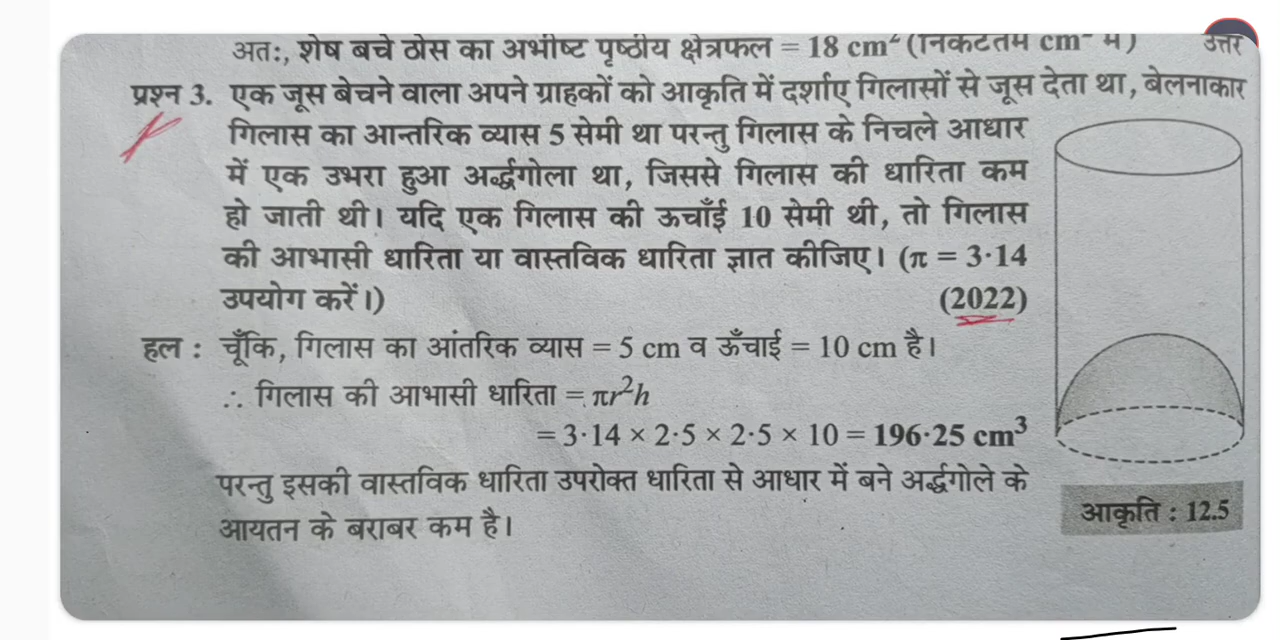 अतः, शेष बचे ठोस का अभीष्ट पृष्ठीय क्षेत्रफल = 18 cm² (निकटतम cm² में) उत्तर
प्रश्न 3. एक जूस बेचने वाला अपने ग्राहकों को आकृति में दर्शाए गिलासों से जूस देता था, बेलनाकार
गिलास का आन्तरिक व्यास 5 सेमी था परन्तु गिलास के निचले आधार
में एक उभरा हुआ अर्द्धगोला था, जिससे गिलास की धारिता कम
हो जाती थी। यदि एक गिलास की ऊचाँई 10 सेमी थी, तो गिलास
की आभासी धारिता या वास्तविक धारिता ज्ञात कीजिए। (π = 3·14
उपयोग करें।) (2022)
हल : चूँकि, गिलास का आंतरिक व्यास = 5 cm व ऊँचाई = 10 cm है।
∴ गिलास की आभासी धारिता = πr²h
= 3·14 × 2·5 × 2·5 × 10 = 196·25 cm³
परन्तु इसकी वास्तविक धारिता उपरोक्त धारिता से आधार में बने अर्द्धगोले के
आयतन के बराबर कम है।
आकृति : 12.5